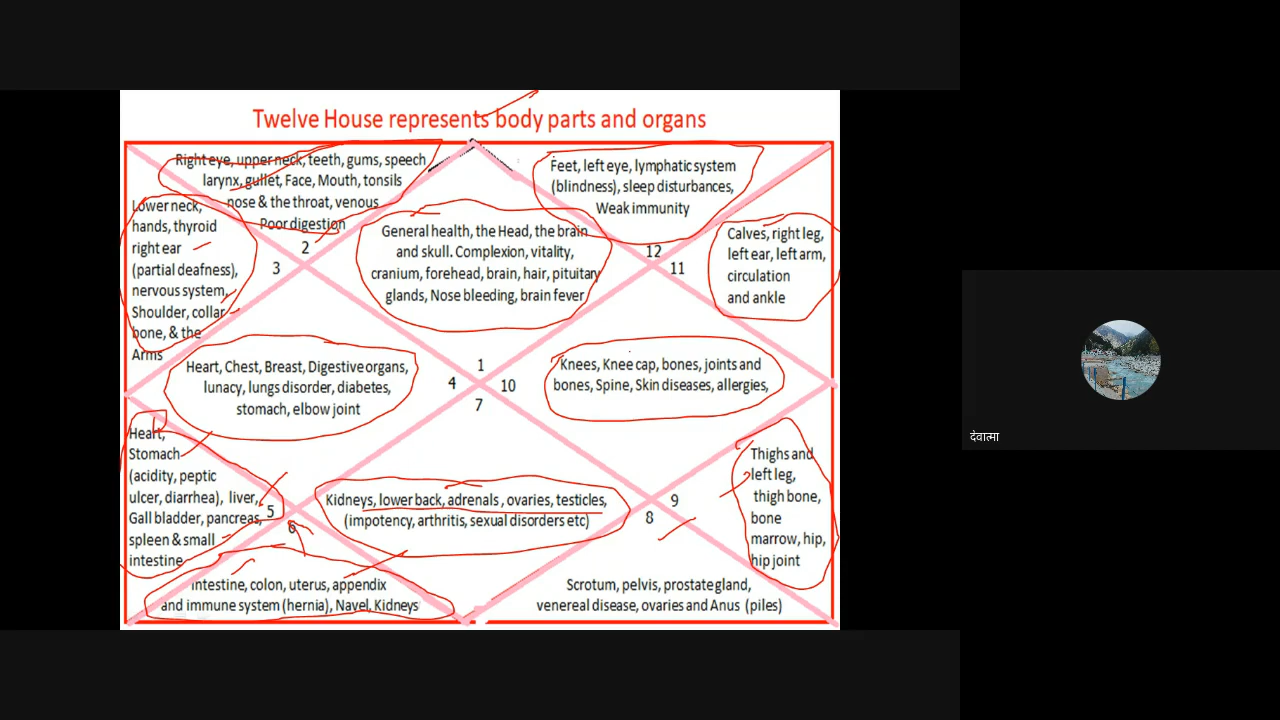 Twelve House represents body parts and organs
Right eye, upper neck, teeth, gums, speech
larynx, gullet, Face, Mouth, tonsils
nose & the throat, venous
Poor digestion
2
Feet, left eye, lymphatic system
(blindness), sleep disturbances,
Weak immunity
12
Lower neck,
hands, thyroid
right ear
(partial deafness),
nervous system,
Shoulder, collar
bone, & the
Arms
3
General health, the Head, the brain
and skull. Complexion, vitality,
cranium, forehead, brain, hair, pituitary
glands, Nose bleeding, brain fever
1
Calves, right leg,
left ear, left arm,
circulation
and ankle
11
Heart, Chest, Breast, Digestive organs,
lunacy, lungs disorder, diabetes,
stomach, elbow joint
4
10
7
Knees, Knee cap, bones, joints and
bones, Spine, Skin diseases, allergies,
Heart,
Stomach
(acidity, peptic
ulcer, diarrhea), liver,
Gall bladder, pancreas,
spleen & small
intestine
5
6
Kidneys, lower back, adrenals , ovaries, testicles,
(impotency, arthritis, sexual disorders etc)
9
8
Thighs and
left leg,
thigh bone,
bone
marrow, hip,
hip joint
Intestine, colon, uterus, appendix
and immune system (hernia), Navel, Kidneys
Scrotum, pelvis, prostate gland,
venereal disease, ovaries and Anus (piles)
देवात्मा